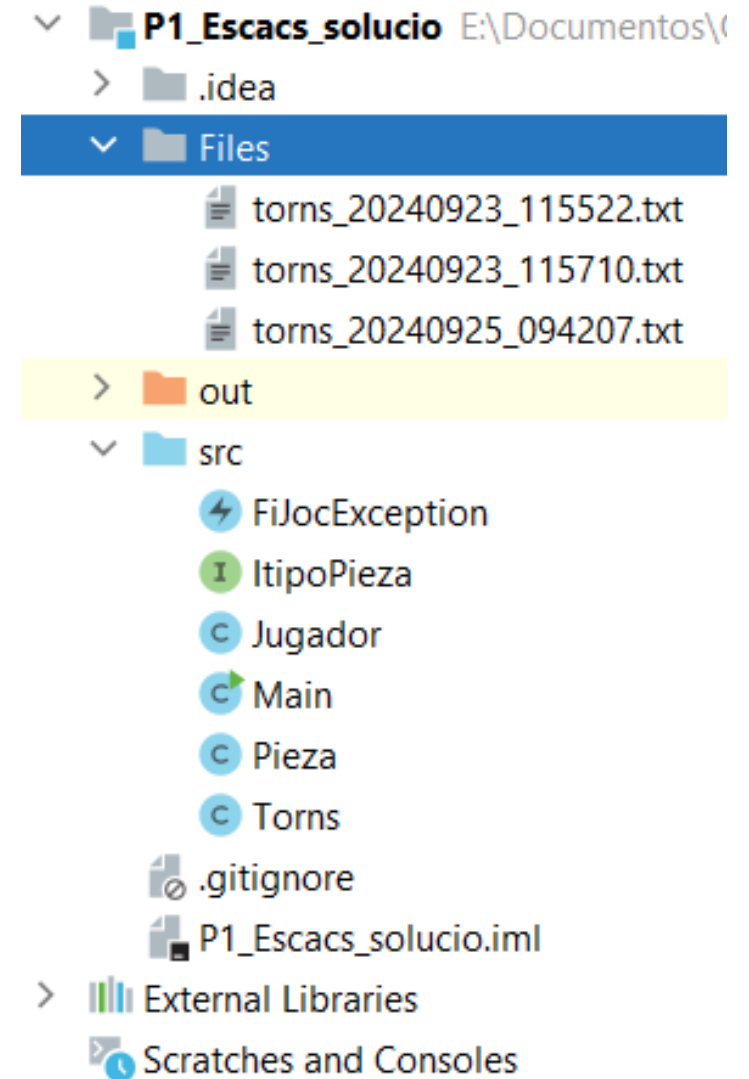 P1_Escacs_solucio E:\Documentos\
.idea
Files
torns_20240923_115522.txt
torns_20240923_115710.txt
torns_20240925_094207.txt
out
src
FiJocException
I ItipoPieza
C Jugador
C Main
C Pieza
C Torns
.gitignore
P1_Escacs_solucio.iml
External Libraries
Scratches and Consoles